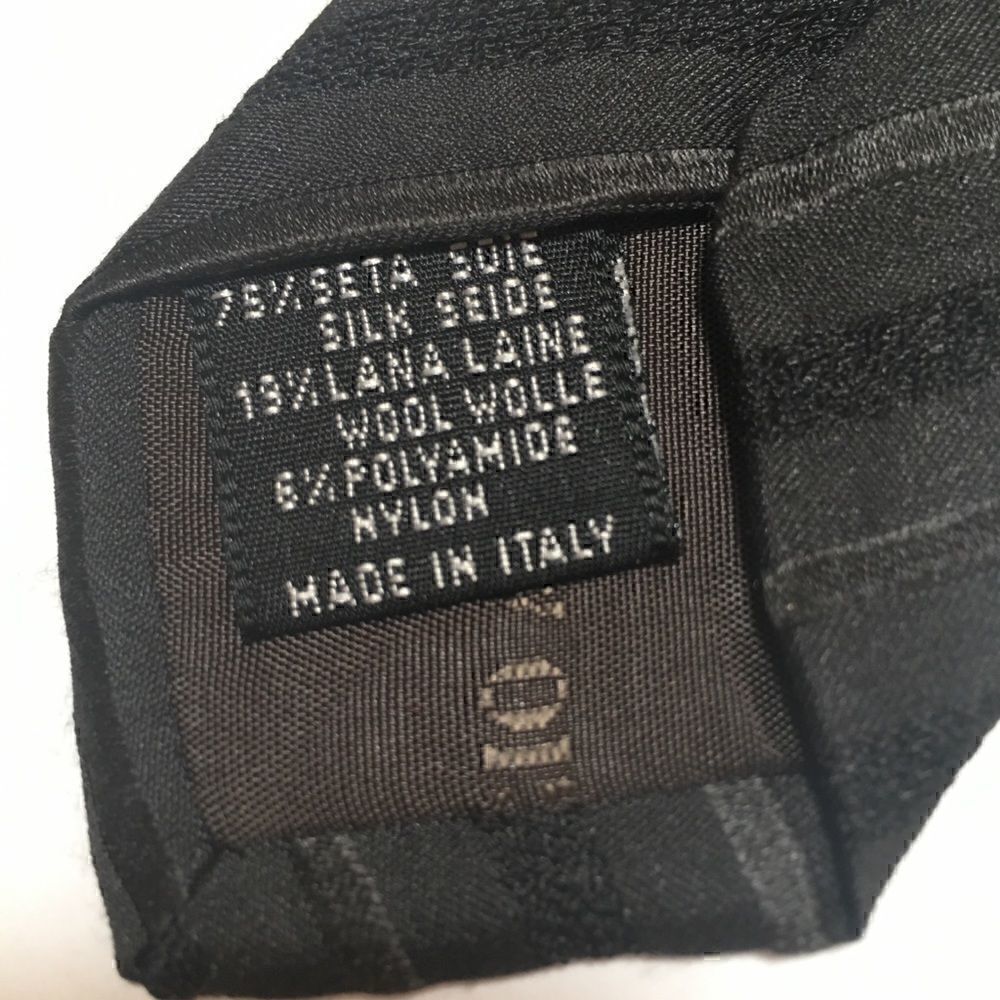 75% SETA SOIE
SILK SEIDE
19% LANA LAINE
WOOL WOLLE
6% POLYAMIDE
NYLON
MADE IN ITALY